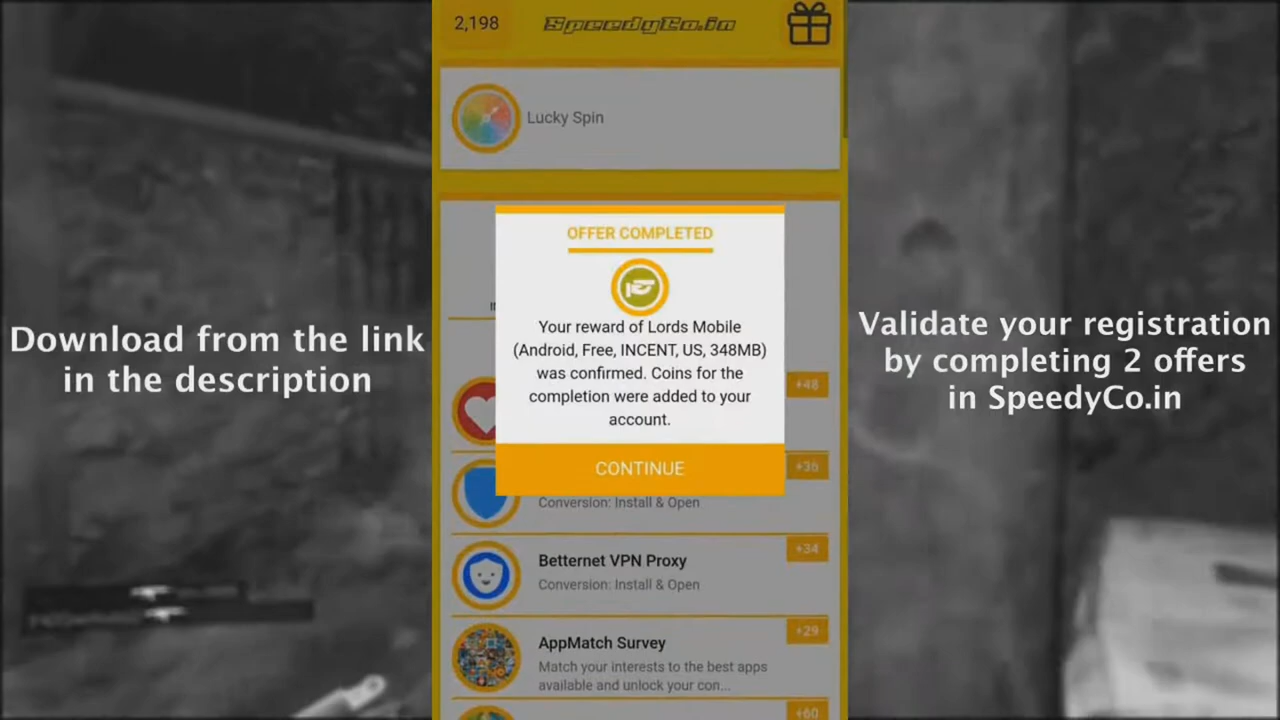 2,198
SpeedyCo.in
Lucky Spin
Download from the link
in the description
OFFER COMPLETED
Your reward of Lords Mobile
(Android, Free, INCENT, US, 348MB)
was confirmed. Coins for the
completion were added to your
account.
CONTINUE
Validate your registration
by completing 2 offers
in SpeedyCo.in
+48
+36
Conversion: Install & Open
Betternet VPN Proxy
+34
Conversion: Install & Open
AppMatch Survey
+29
Match your interests to the best apps
available and unlock your con...
+60